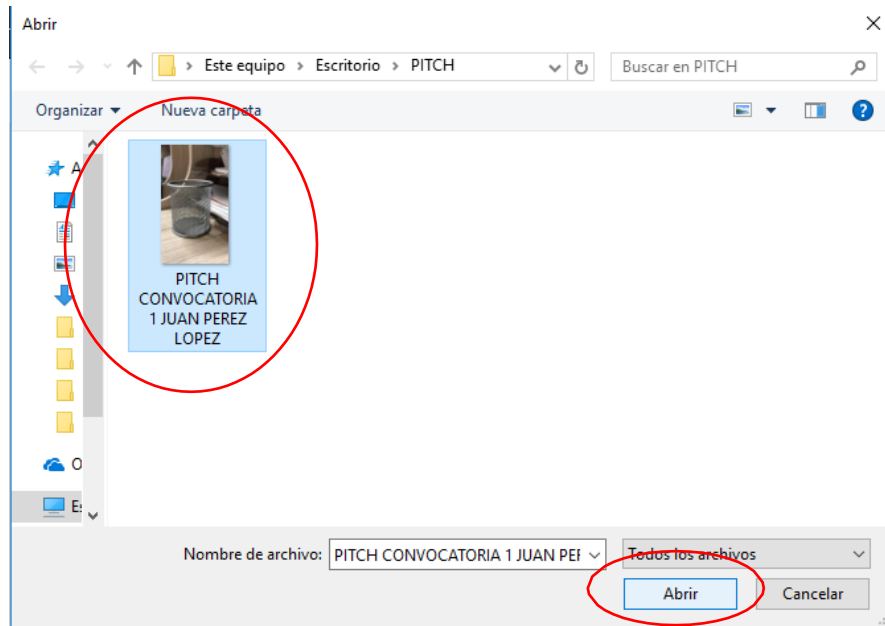 Abrir
Este equipo > Escritorio > PITCH
Buscar en PITCH
Organizar
Nueva carpeta
A
PITCH
CONVOCATORIA
1 JUAN PEREZ
LOPEZ
O
Nombre de archivo:
PITCH CONVOCATORIA 1 JUAN PER
Todos los archivos
Abrir
Cancelar